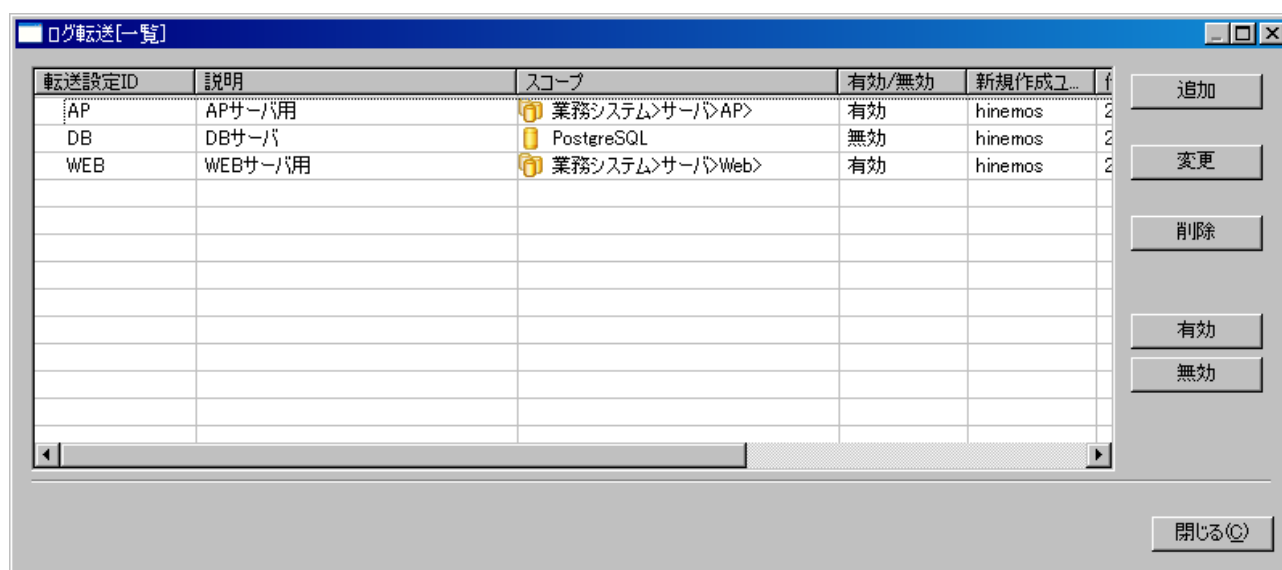 ログ転送[一覧]
転送設定ID 説明 スコープ 有効/無効 新規作成ユ...
AP APサーバ用 業務システム>サーバ>AP> 有効 hinemos 2
DB DBサーバ PostgreSQL 無効 hinemos 2
WEB WEBサーバ用 業務システム>サーバ>Web> 有効 hinemos 2
追加
変更
削除
有効
無効
閉じる(C)